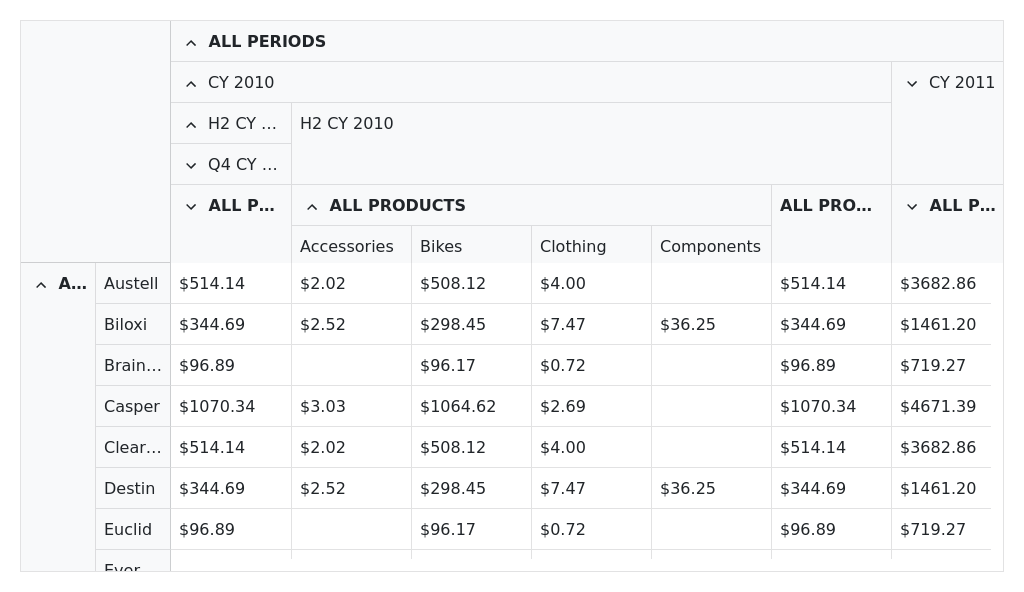 ALL PERIODS
CY 2010 CY 2011
H2 CY ... H2 CY 2010
Q4 CY ...
ALL P... ALL PRODUCTS ALL PRO... ALL P...
Accessories Bikes Clothing Components
A... Austell $514.14 $2.02 $508.12 $4.00 $514.14 $3682.86
Biloxi $344.69 $2.52 $298.45 $7.47 $36.25 $344.69 $1461.20
Brain... $96.89 $96.17 $0.72 $96.89 $719.27
Casper $1070.34 $3.03 $1064.62 $2.69 $1070.34 $4671.39
Clear... $514.14 $2.02 $508.12 $4.00 $514.14 $3682.86
Destin $344.69 $2.52 $298.45 $7.47 $36.25 $344.69 $1461.20
Euclid $96.89 $96.17 $0.72 $96.89 $719.27